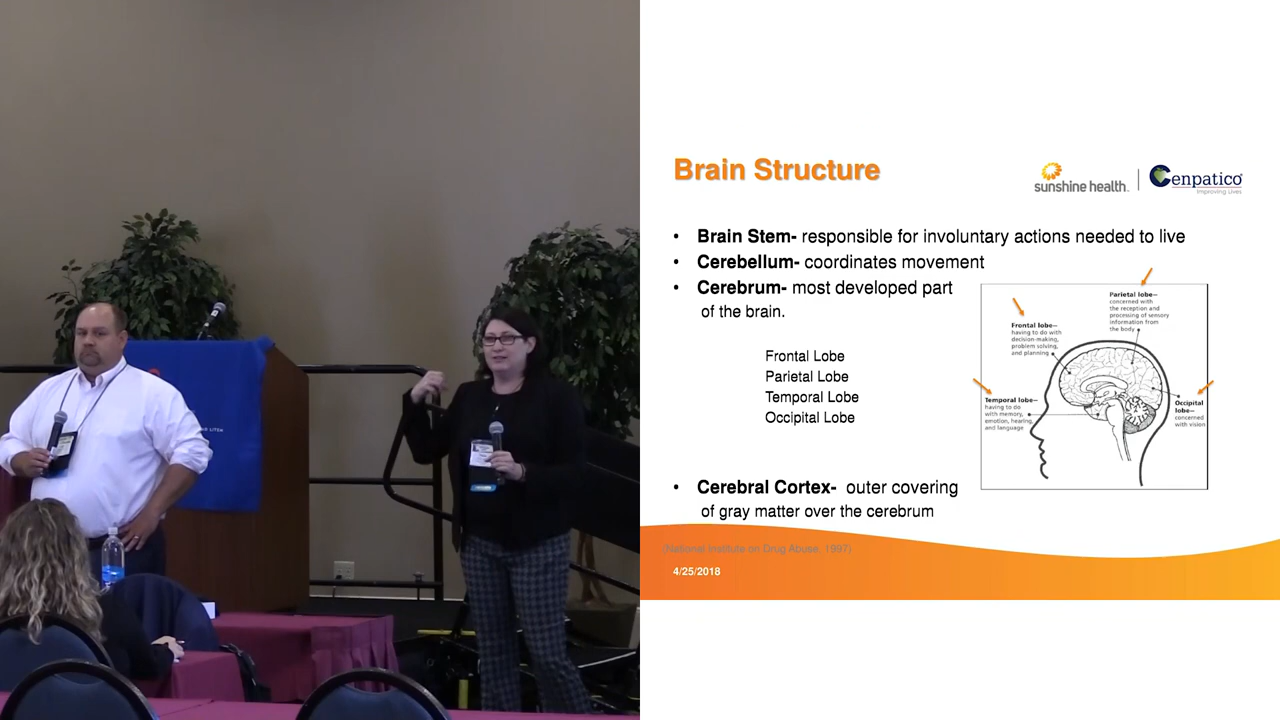 Brain Structure
sunshine health.
Cenpatico
Improving Lives
• Brain Stem- responsible for involuntary actions needed to live
• Cerebellum- coordinates movement
• Cerebrum- most developed part
of the brain.
Frontal Lobe
Parietal Lobe
Temporal Lobe
Occipital Lobe
Parietal lobe—
concerned with
the reception and
processing of sensory
information from
the body
Frontal lobe—
having to do with
decision-making,
problem solving,
and planning
Temporal lobe—
having to do
with memory,
emotion, hearing,
and language
Occipital
lobe—
concerned
with vision
• Cerebral Cortex- outer covering
of gray matter over the cerebrum
(National Institute on Drug Abuse, 1997)
4/25/2018